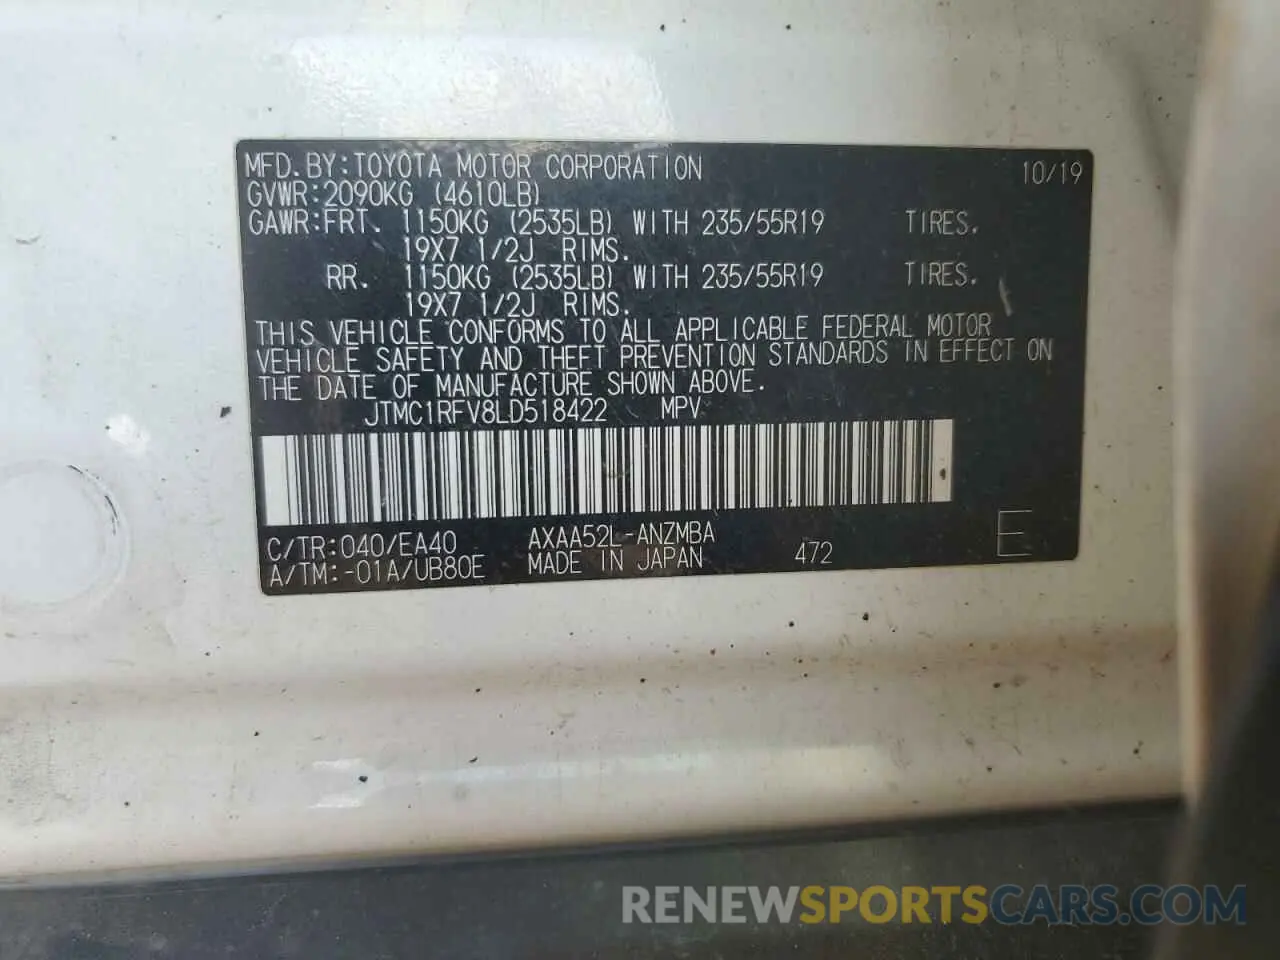 MFD.BY:TOYOTA MOTOR CORPORATION 10/19
GVWR:2090KG (4610LB)
GAWR:FRT. 1150KG (2535LB) WITH 235/55R19 TIRES.
19X7 1/2J RIMS.
RR. 1150KG (2535LB) WITH 235/55R19 TIRES.
19X7 1/2J RIMS.
THIS VEHICLE CONFORMS TO ALL APPLICABLE FEDERAL MOTOR
VEHICLE SAFETY AND THEFT PREVENTION STANDARDS IN EFFECT ON
THE DATE OF MANUFACTURE SHOWN ABOVE.
JTMC1RFV8LD518422 MPV
C/TR:040/EA40 AXAA52L-ANZMBA
A/TM:-01A/UB80E MADE IN JAPAN 472 E
RENEWSPORTSCARS.COM